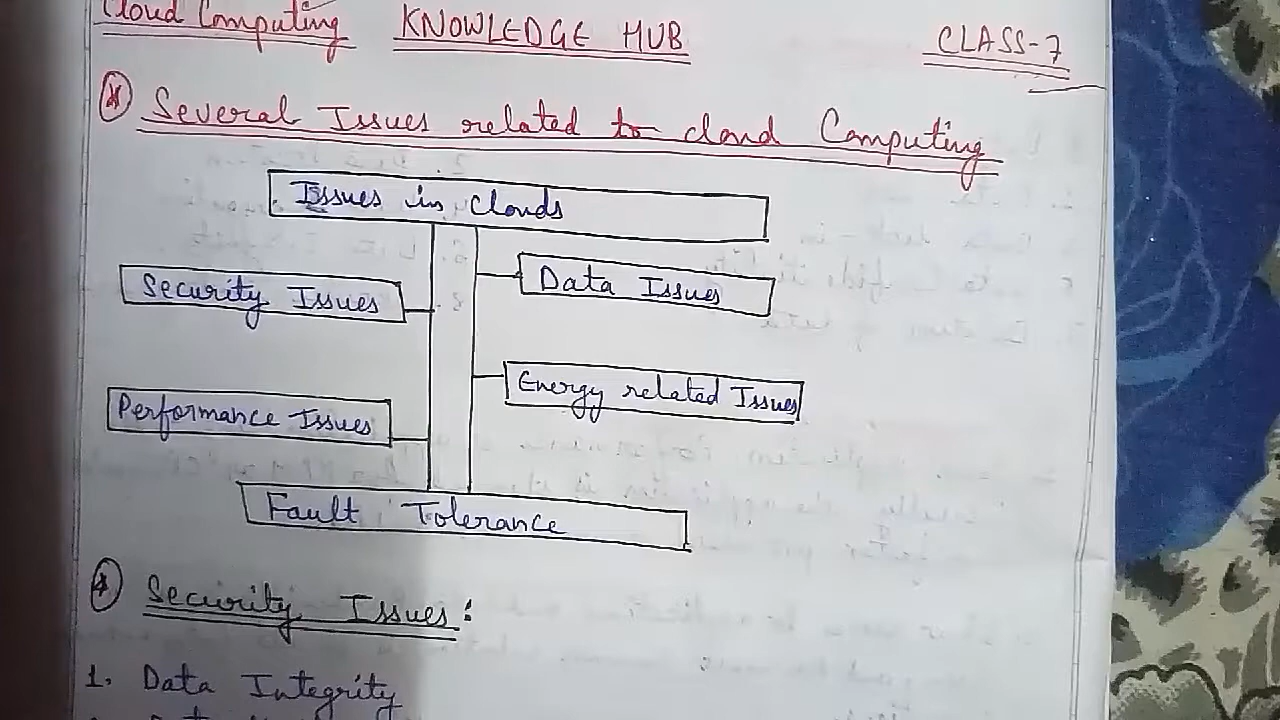 Cloud Computing KNOWLEDGE HUB CLASS-7
Several Issues related to cloud Computing
Issues in clouds
Security Issues Data Issues
Performance Issues Energy related Issues
Fault Tolerance
Security Issues:
1. Data Integrity